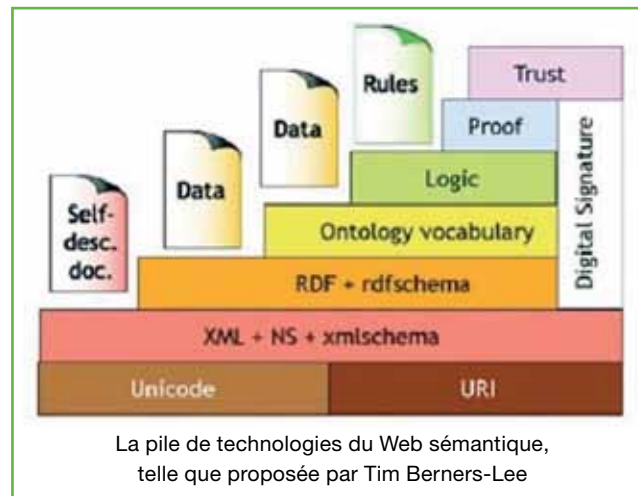 Trust
Rules
Proof
Data
Logic
Digital Signature
Data
Ontology vocabulary
Self-
desc.
doc.
RDF + rdfschema
XML + NS + xmlschema
Unicode
URI
La pile de technologies du Web sémantique,
telle que proposée par Tim Berners-Lee